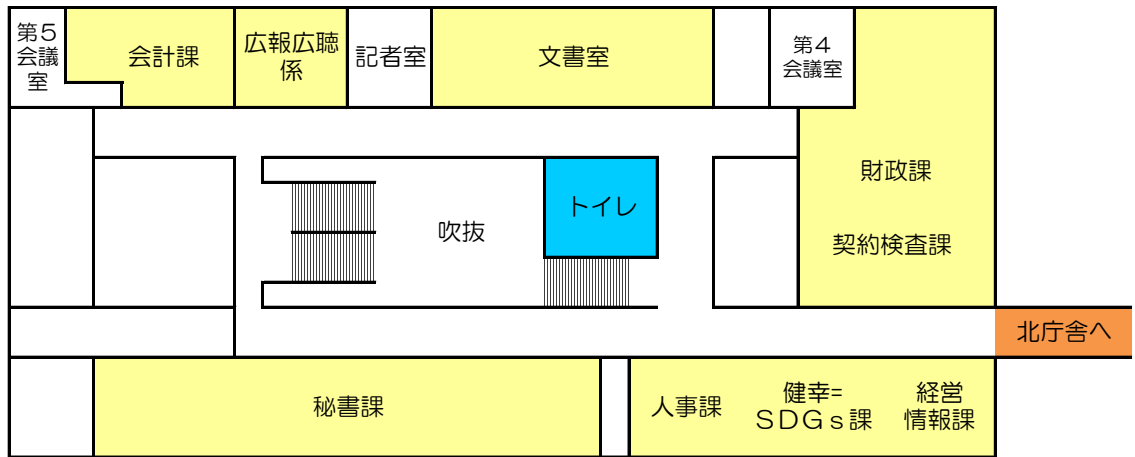 第５
会議
室
会計課
広報広聴
係
記者室
文書室
第４
会議室
財政課
契約検査課
トイレ
吹抜
北庁舎へ
秘書課
人事課
健幸=
ＳＤＧｓ課
経営
情報課